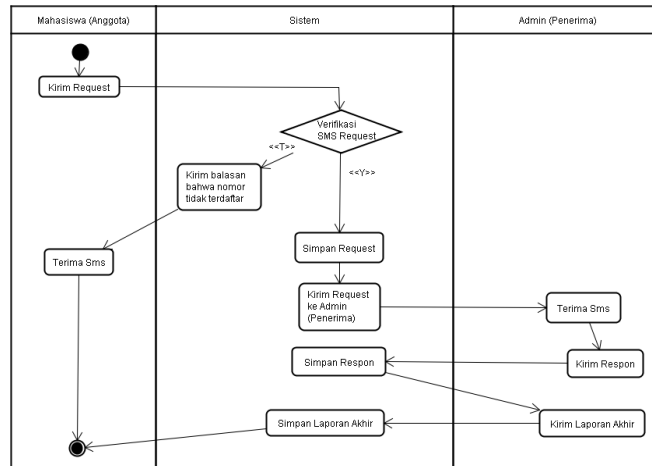 Mahasiswa (Anggota)
Sistem
Admin (Penerima)
Kirim Request
Verifikasi
SMS Request
<<T>>
<<Y>>
Kirim balasan
bahwa nomor
tidak terdaftar
Terima Sms
Simpan Request
Kirim Request
ke Admin
(Penerima)
Terima Sms
Simpan Respon
Kirim Respon
Simpan Laporan Akhir
Kirim Laporan Akhir